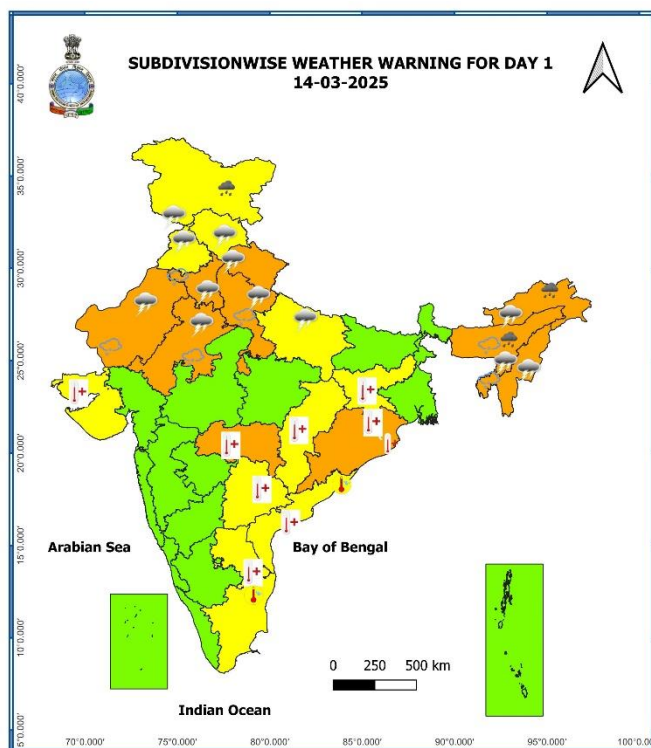 SUBDIVISIONWISE WEATHER WARNING FOR DAY 1
14-03-2025
40°0.000'
35°0.000'
30°0.000'
25°0.000'
20°0.000'
15°0.000'
10°0.000'
5°0.000'
Arabian Sea
Bay of Bengal
0 250 500 km
Indian Ocean
70°0.000' 75°0.000' 80°0.000' 85°0.000' 90°0.000' 95°0.000' 100°0.0